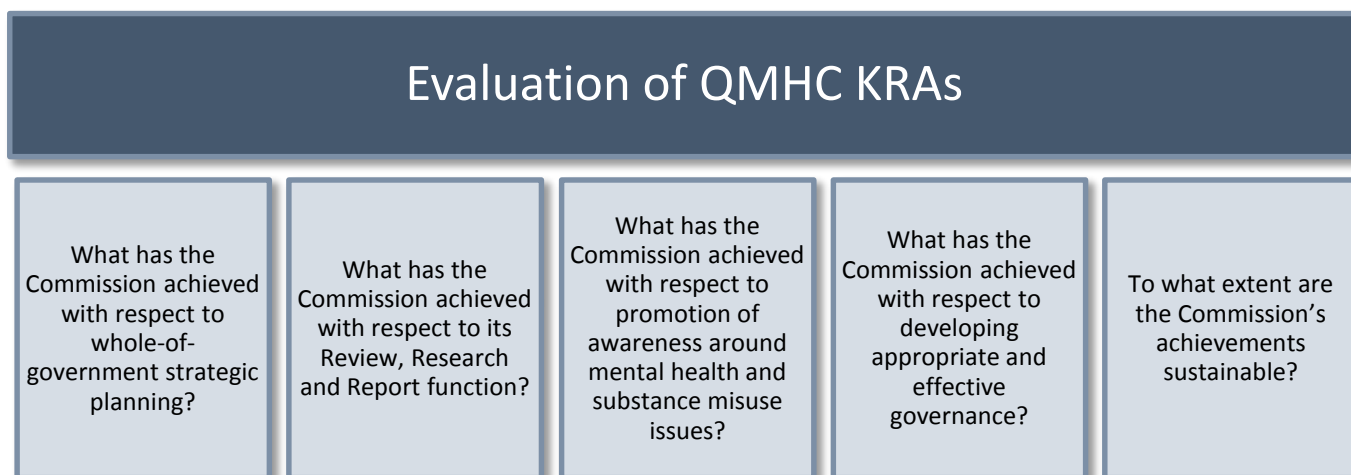 Evaluation of QMHC KRAs
What has the
Commission achieved
with respect to
whole-of-
government strategic
planning?
What has the
Commission achieved
with respect to its
Review, Research
and Report function?
What has the
Commission achieved
with respect to
promotion of
awareness around
mental health and
substance misuse
issues?
What has the
Commission achieved
with respect to
developing
appropriate and
effective
governance?
To what extent are
the Commission’s
achievements
sustainable?